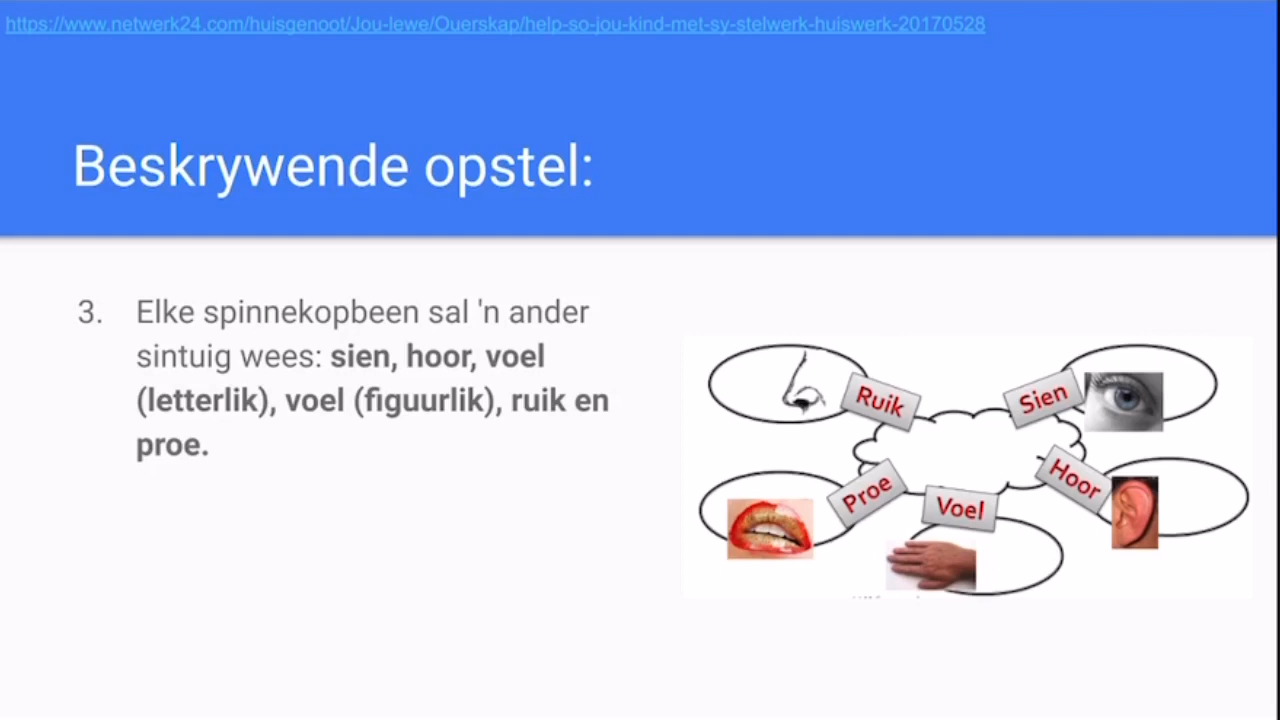 https://www.netwerk24.com/huisgenoot/Jou-lewe/Ouerskap/help-so-jou-kind-met-sy-stelwerk-huiswerk-20170528
Beskrywende opstel:
3. Elke spinnekopbeen sal 'n ander
sintuig wees: sien, hoor, voel
(letterlik), voel (figuurlik), ruik en
proe.
Ruik
Sien
Proe
Voel
Hoor